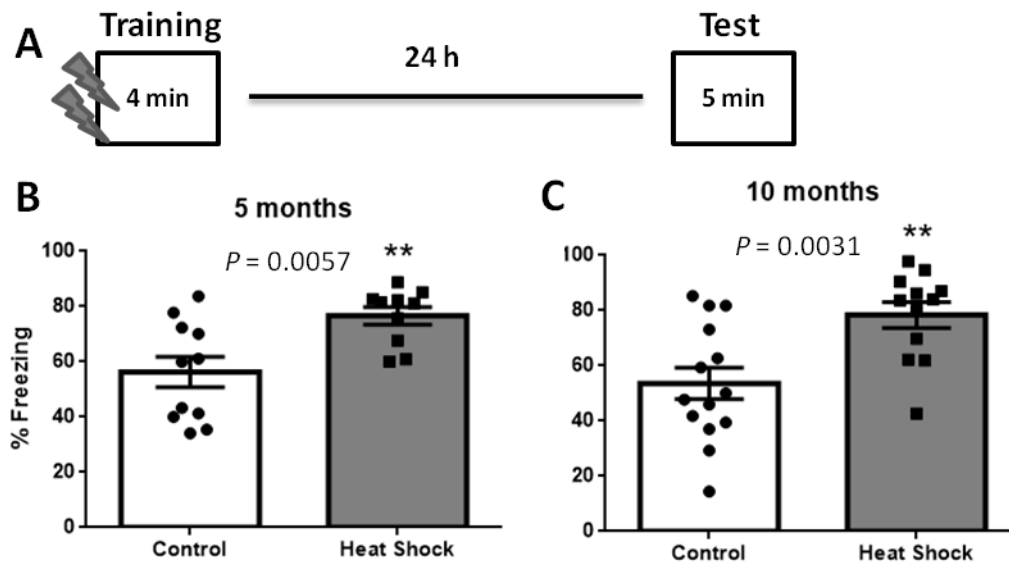 A
Training
4 min
24 h
Test
5 min
B
5 months
P = 0.0057
**
% Freezing
100
80
60
40
20
0
Control
Heat Shock
C
10 months
P = 0.0031
**
100
80
60
40
20
0
Control
Heat Shock